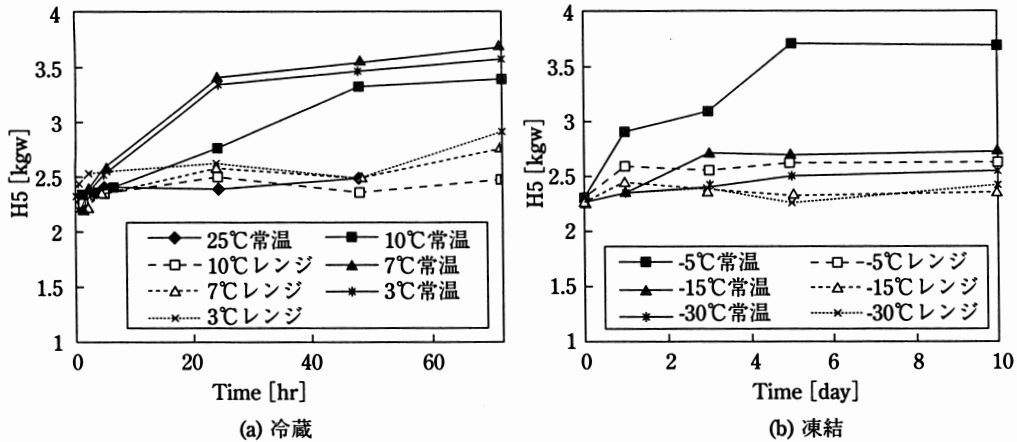 4
3.5
3
2.5
2
1.5
1
H5 [kgw]
25℃常温
10℃常温
10℃レンジ
7℃常温
7℃レンジ
3℃常温
3℃レンジ
0
20
40
60
Time [hr]
(a) 冷蔵
4
3.5
3
2.5
2
1.5
1
H5 [kgw]
-5℃常温
-5℃レンジ
-15℃常温
-15℃レンジ
-30℃常温
-30℃レンジ
0
2
4
6
8
10
Time [day]
(b) 凍結